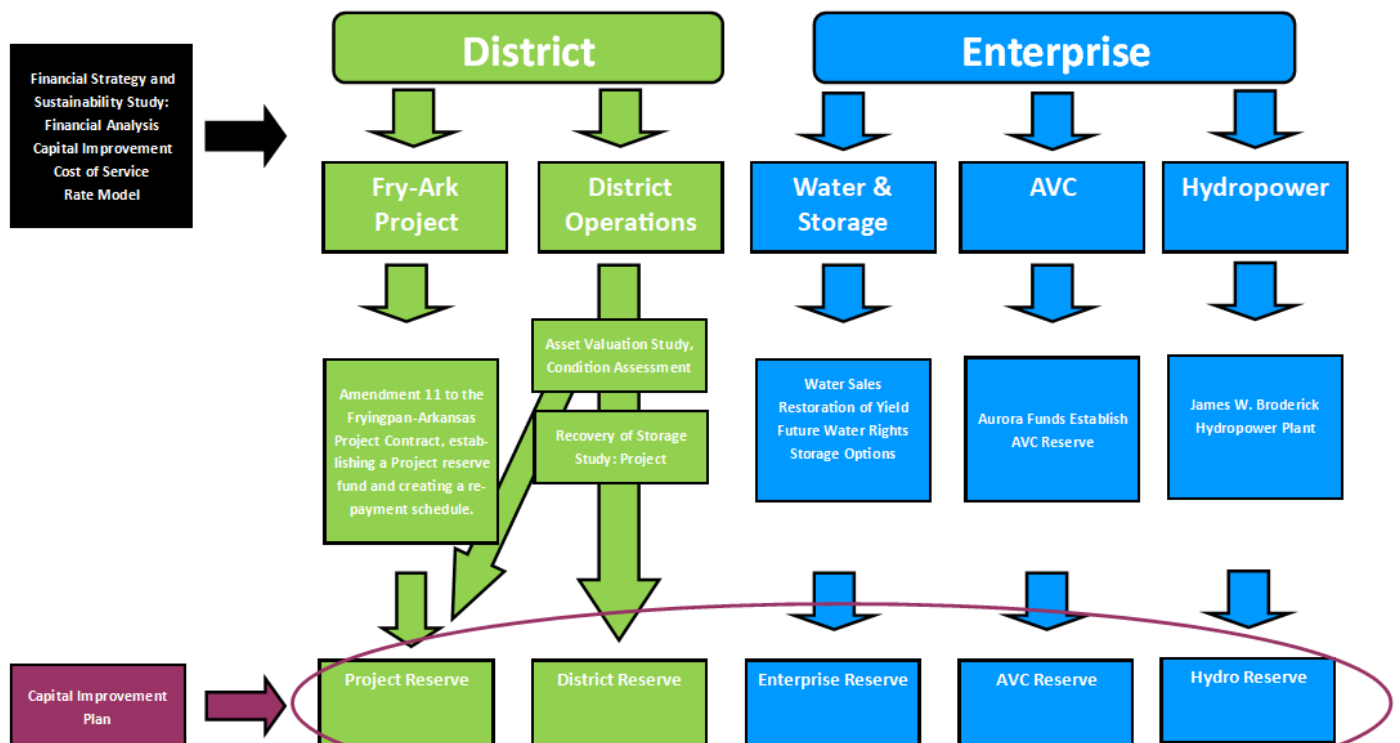 District
Enterprise
Financial Strategy and
Sustainability Study:
Financial Analysis
Capital Improvement
Cost of Service
Rate Model
Fry-Ark
Project
District
Operations
Water &
Storage
AVC
Hydropower
Asset Valuation Study,
Condition Assessment
Amendment 11 to the
Fryingpan-Arkansas
Project Contract, estab-
lishing a Project reserve
fund and creating a re-
payment schedule.
Recovery of Storage
Study: Project
Water Sales
Restoration of Yield
Future Water Rights
Storage Options
Aurora Funds Establish
AVC Reserve
James W. Broderick
Hydropower Plant
Capital Improvement
Plan
Project Reserve
District Reserve
Enterprise Reserve
AVC Reserve
Hydro Reserve